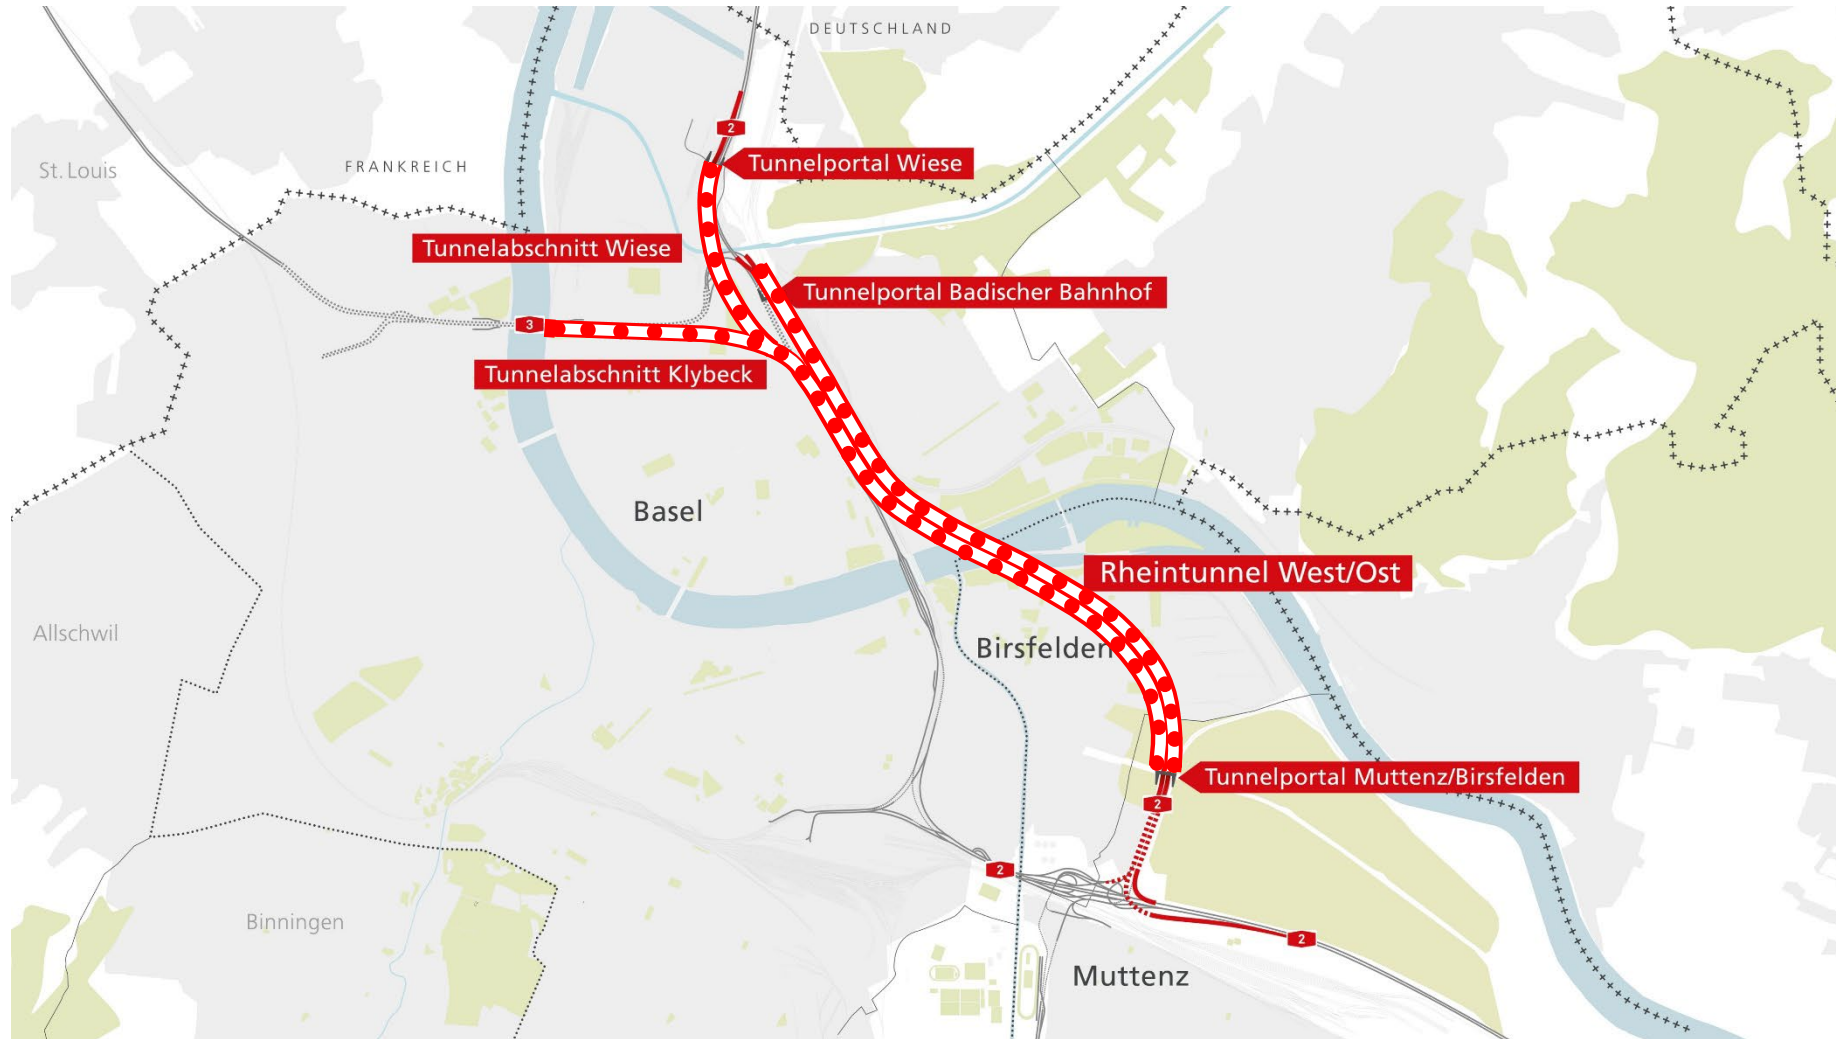 DEUTSCHLAND
2
Tunnelportal Wiese
St. Louis
FRANKREICH
Tunnelabschnitt Wiese
Tunnelportal Badischer Bahnhof
3
Tunnelabschnitt Klybeck
Basel
Rheintunnel West/Ost
Allschwil
Birsfelden
Tunnelportal Muttenz/Birsfelden
2
2
Binningen
2
Muttenz